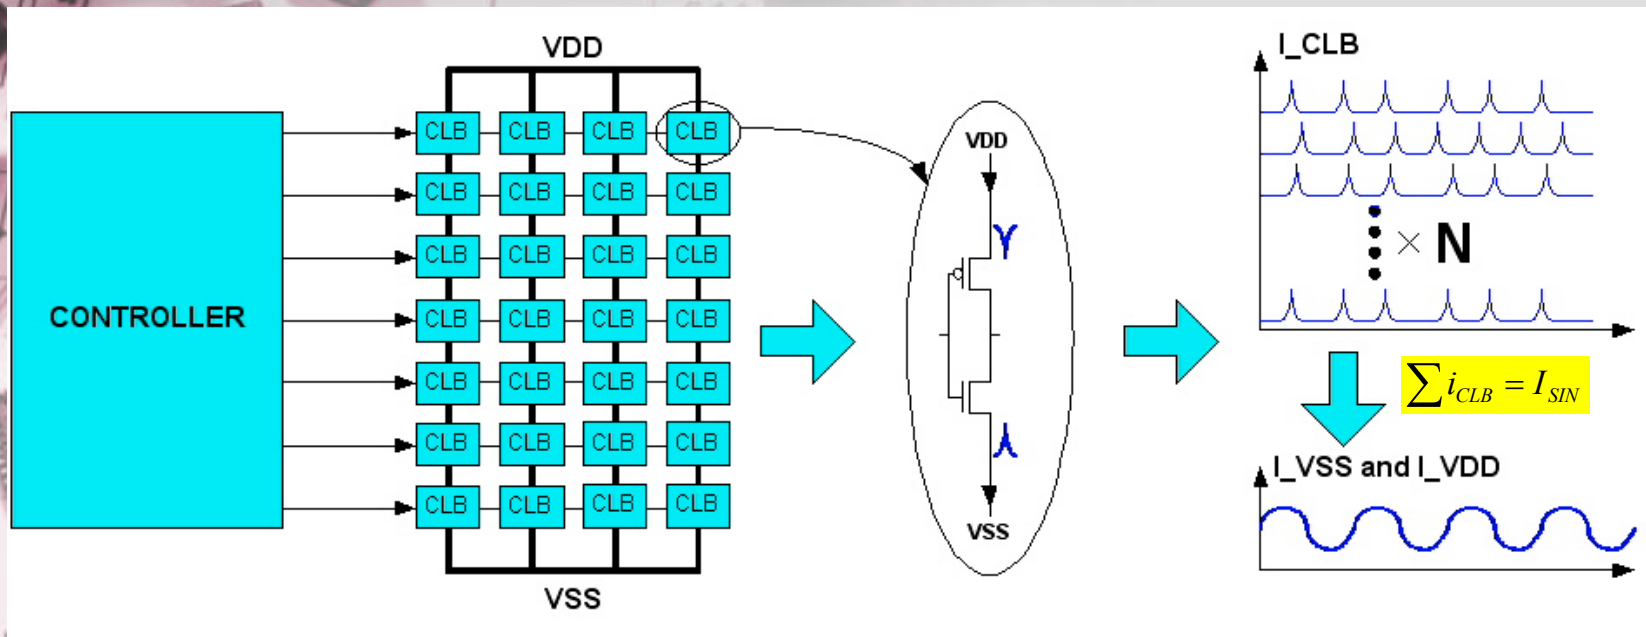 CONTROLLER
VDD
CLB CLB CLB CLB
CLB CLB CLB CLB
CLB CLB CLB CLB
CLB CLB CLB CLB
CLB CLB CLB CLB
CLB CLB CLB CLB
CLB CLB CLB CLB
VSS
VDD
VSS
I_CLB
× N
∑ i_CLB = I_SIN
I_VSS and I_VDD